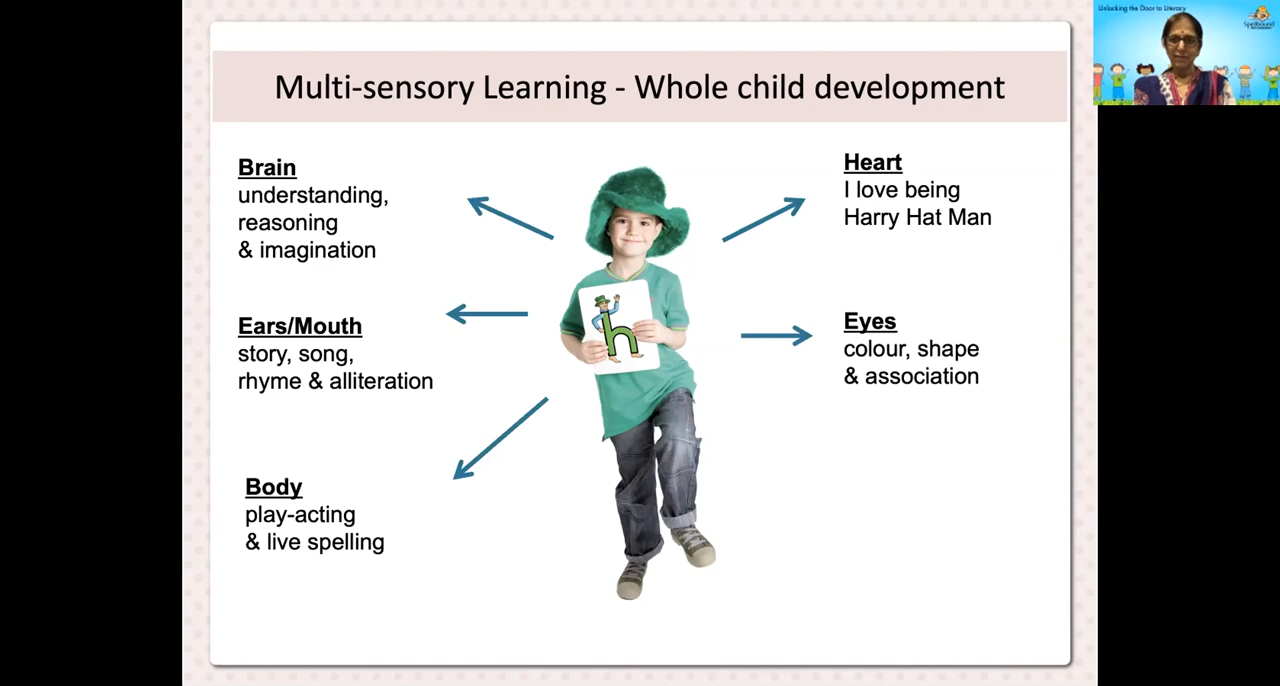 Multi-sensory Learning - Whole child development
Brain
understanding,
reasoning
& imagination
Ears/Mouth
story, song,
rhyme & alliteration
Body
play-acting
& live spelling
Heart
I love being
Harry Hat Man
Eyes
colour, shape
& association
h
Unlocking the Door to Literacy
Spellbound